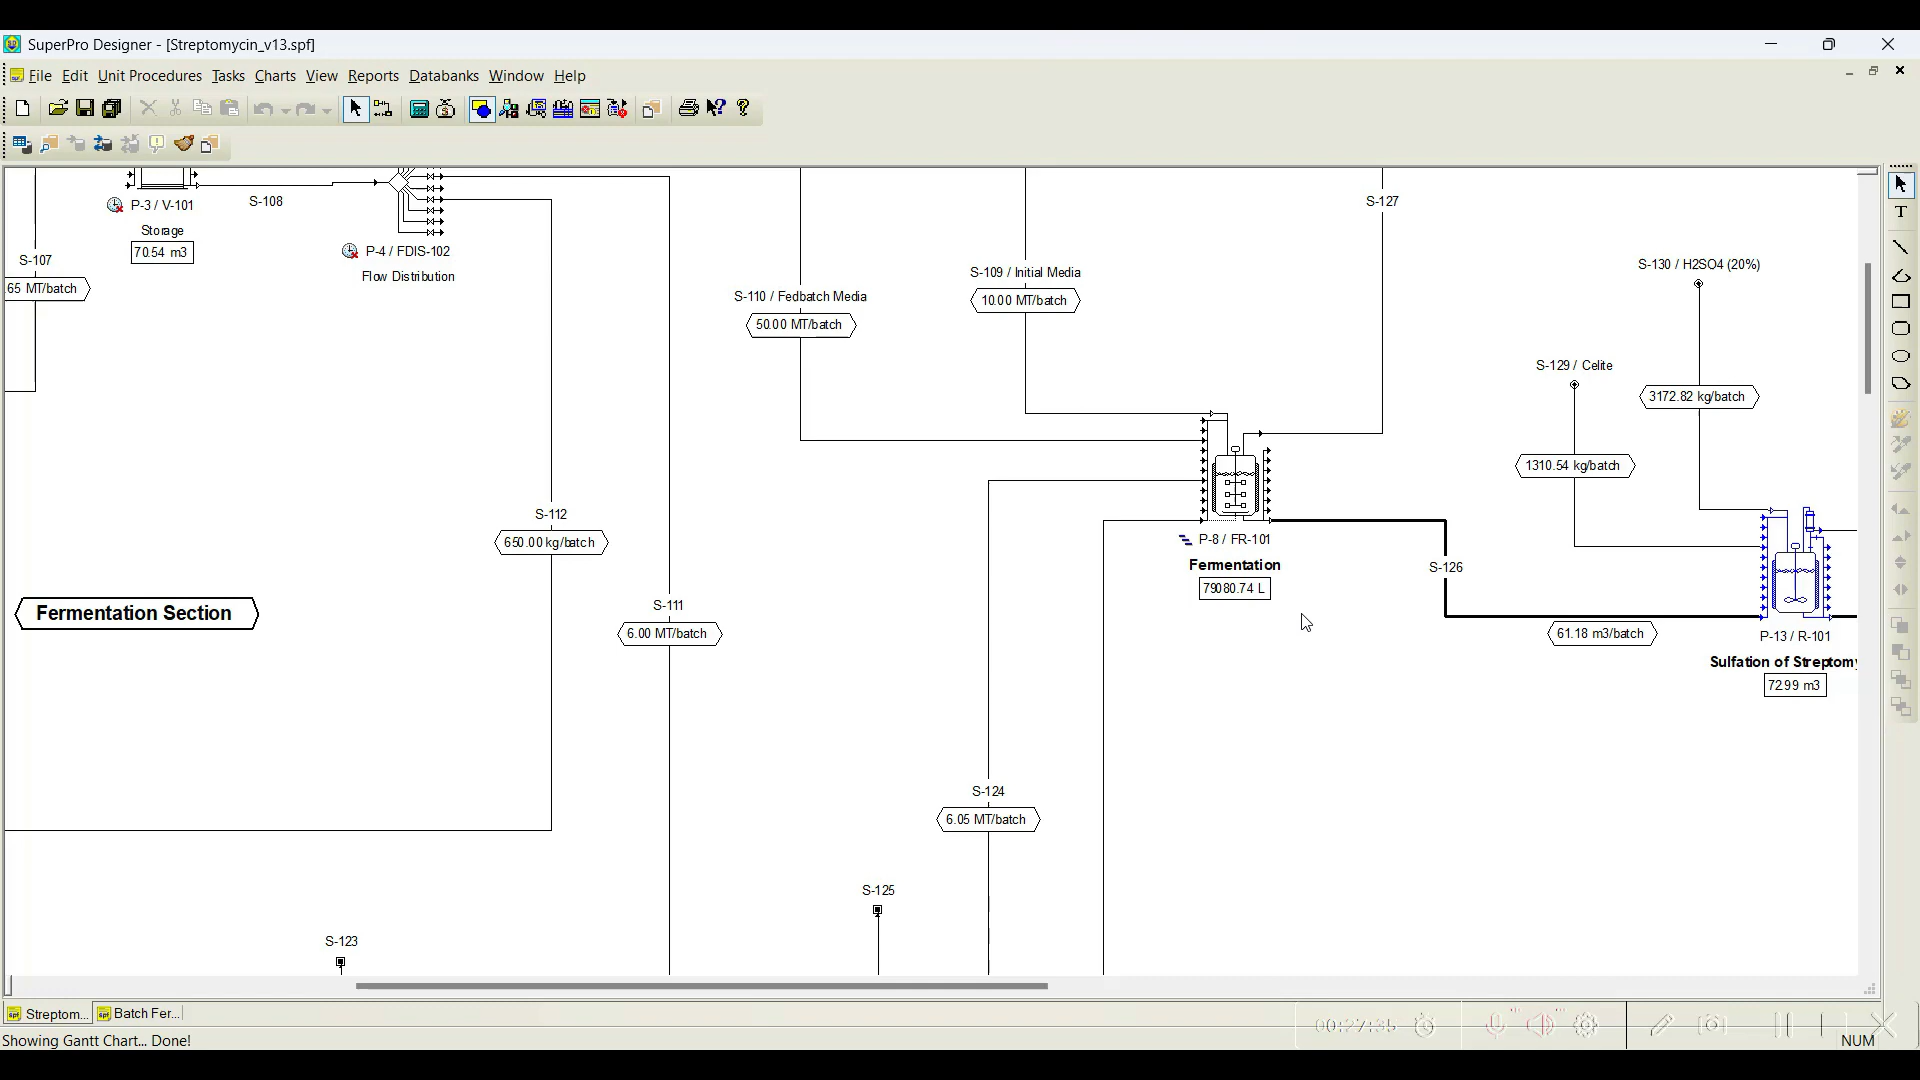 SuperPro Designer - [Streptomycin_v13.spf]
File Edit Unit Procedures Tasks Charts View Reports Databanks Window Help
P-3 / V-101
Storage
70.54 m3
S-108
P-4 / FDIS-102
Flow Distribution
S-107
.65 MT/batch
S-127
S-109 / Initial Media
10.00 MT/batch
S-110 / Fedbatch Media
50.00 MT/batch
S-130 / H2SO4 (20%)
3172.82 kg/batch
S-129 / Celite
1310.54 kg/batch
S-112
650.00 kg/batch
P-8 / FR-101
Fermentation
79080.74 L
S-126
61.18 m3/batch
P-13 / R-101
Sulfation of Streptomy
72.99 m3
Fermentation Section
S-111
6.00 MT/batch
S-124
6.05 MT/batch
S-125
S-123
Streptom...
Batch Fer...
00:27:35
Showing Gantt Chart... Done!
NUM